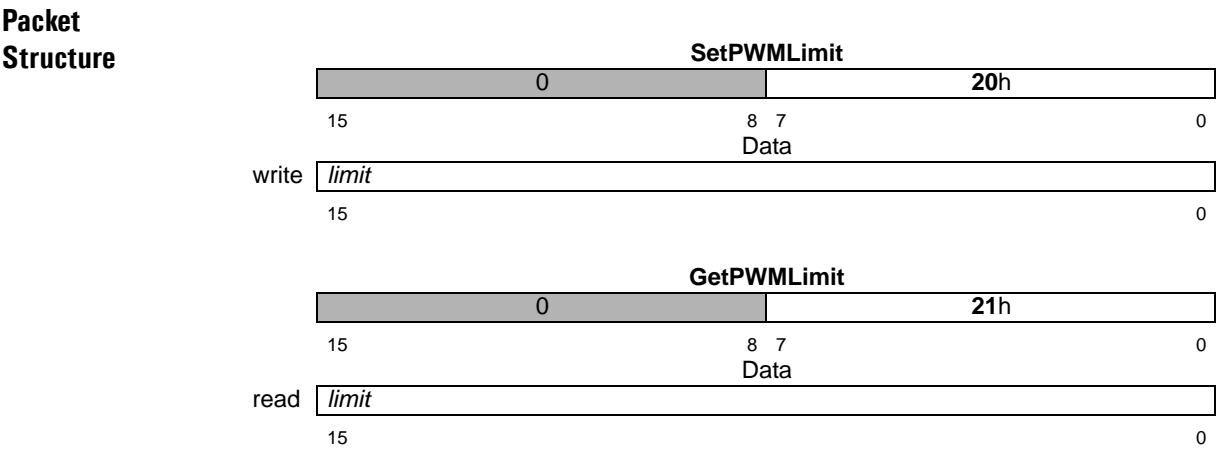 Packet
Structure
SetPWMLimit
0 20h
15 8 7 0
Data
write limit
15 0
GetPWMLimit
0 21h
15 8 7 0
Data
read limit
15 0